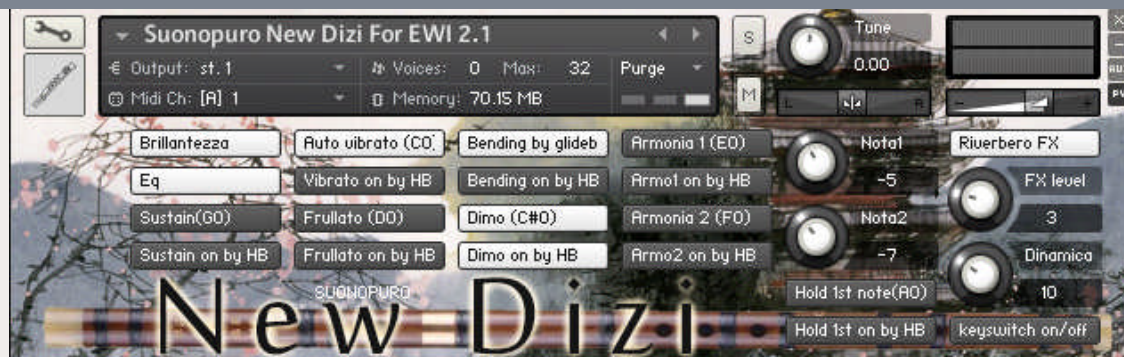 Suonopuro New Dizi For EWI 2.1
S
Tune
0.00
Output: st.1
Voices: 0 Max: 32
Purge
Midi Ch: [A] 1
Memory: 70.15 MB
M
L
R
-
+
X
-
AUX
PV
Brillantezza
Auto vibrato (C0)
Bending by glideb
Armonia 1 (E0)
Nota1
Riverbero FX
Eq
Vibrato on by HB
Bending on by HB
Armo1 on by HB
-5
FX level
Sustain(G0)
Frullato (D0)
Dimo (C#0)
Armonia 2 (F0)
Nota2
3
Sustain on by HB
Frullato on by HB
Dimo on by HB
Armo2 on by HB
-7
Dinamica
SUONOPURO
Hold 1st note(A0)
10
New Dizi
Hold 1st on by HB
keyswitch on/off